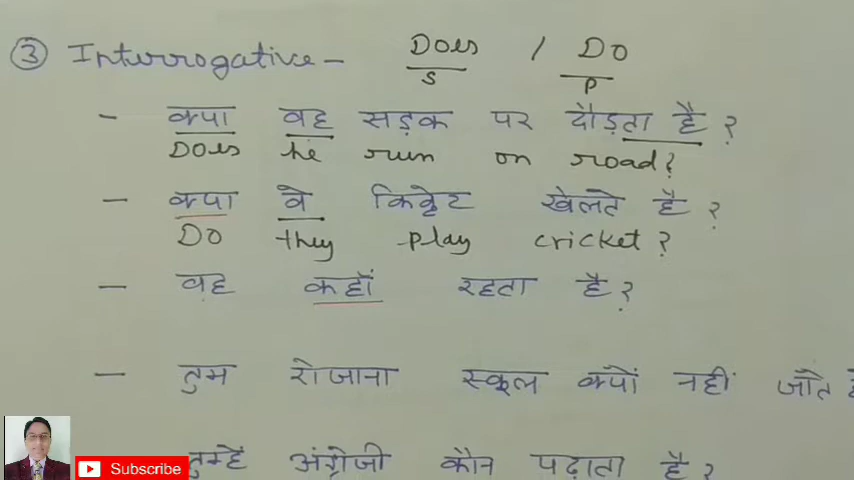 ③ Interrogative - Does / Do
S P
- क्या वह सड़क पर दौड़ता है ?
Does he run on road?
- क्या वे क्रिकेट खेलते है ?
Do they play cricket ?
- वह कहाँ रहता है ?
- तुम रोजाना स्कूल क्यों नहीं जाते
तुम्हें अंग्रेजी कौन पढ़ाता है ?
Subscribe